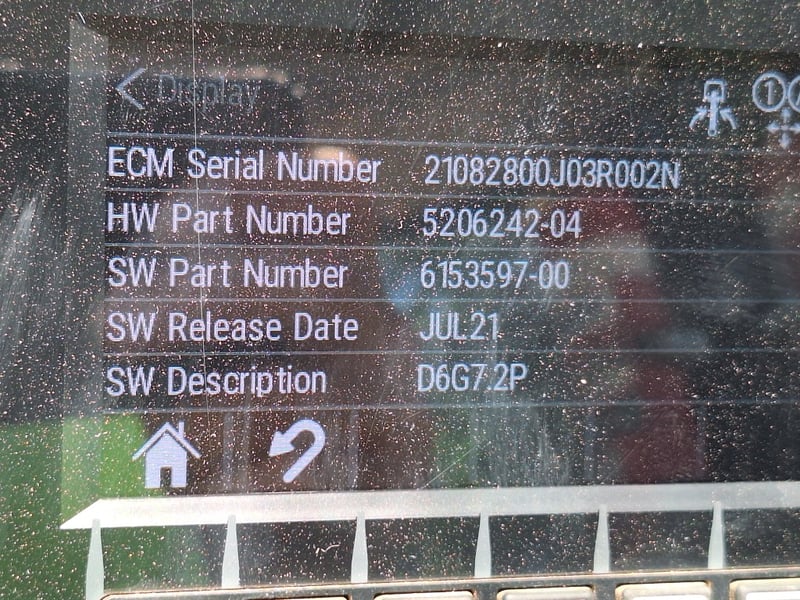 Display
ECM Serial Number 21082800J03R002N
HW Part Number 5206242-04
SW Part Number 6153597-00
SW Release Date JUL21
SW Description D6G7.2P
1